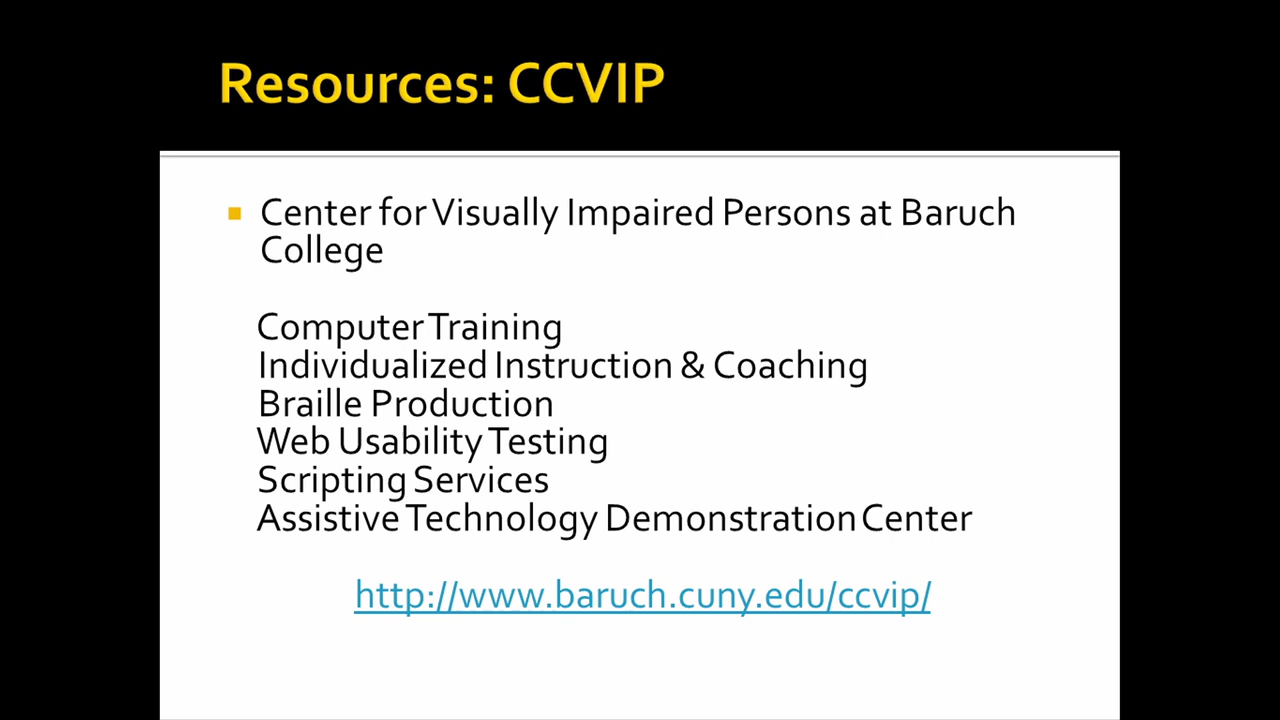 Resources: CCVIP
Center for Visually Impaired Persons at Baruch
College
Computer Training
Individualized Instruction & Coaching
Braille Production
Web Usability Testing
Scripting Services
Assistive Technology Demonstration Center
http://www.baruch.cuny.edu/ccvip/